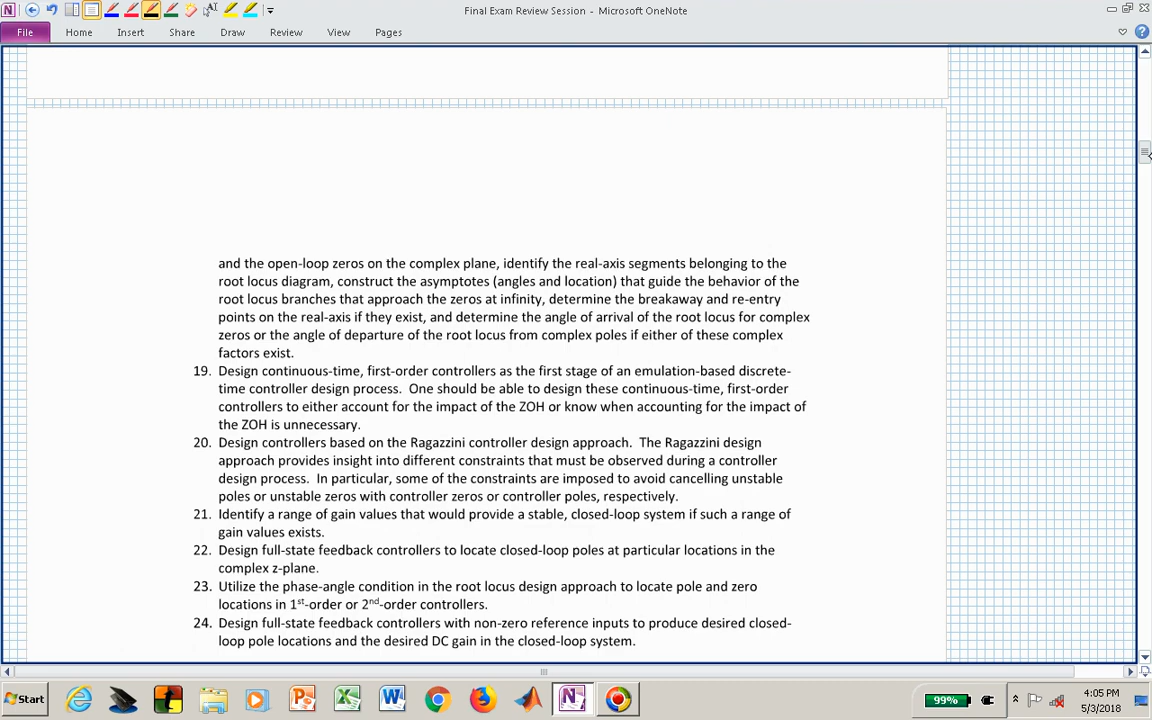 Final Exam Review Session - Microsoft OneNote
File Home Insert Share Draw Review View Pages
and the open-loop zeros on the complex plane, identify the real-axis segments belonging to the
root locus diagram, construct the asymptotes (angles and location) that guide the behavior of the
root locus branches that approach the zeros at infinity, determine the breakaway and re-entry
points on the real-axis if they exist, and determine the angle of arrival of the root locus for complex
zeros or the angle of departure of the root locus from complex poles if either of these complex
factors exist.
19. Design continuous-time, first-order controllers as the first stage of an emulation-based discrete-
time controller design process. One should be able to design these continuous-time, first-order
controllers to either account for the impact of the ZOH or know when accounting for the impact of
the ZOH is unnecessary.
20. Design controllers based on the Ragazzini controller design approach. The Ragazzini design
approach provides insight into different constraints that must be observed during a controller
design process. In particular, some of the constraints are imposed to avoid cancelling unstable
poles or unstable zeros with controller zeros or controller poles, respectively.
21. Identify a range of gain values that would provide a stable, closed-loop system if such a range of
gain values exists.
22. Design full-state feedback controllers to locate closed-loop poles at particular locations in the
complex z-plane.
23. Utilize the phase-angle condition in the root locus design approach to locate pole and zero
locations in 1st-order or 2nd-order controllers.
24. Design full-state feedback controllers with non-zero reference inputs to produce desired closed-
loop pole locations and the desired DC gain in the closed-loop system.
Start
99%
4:05 PM
5/3/2018